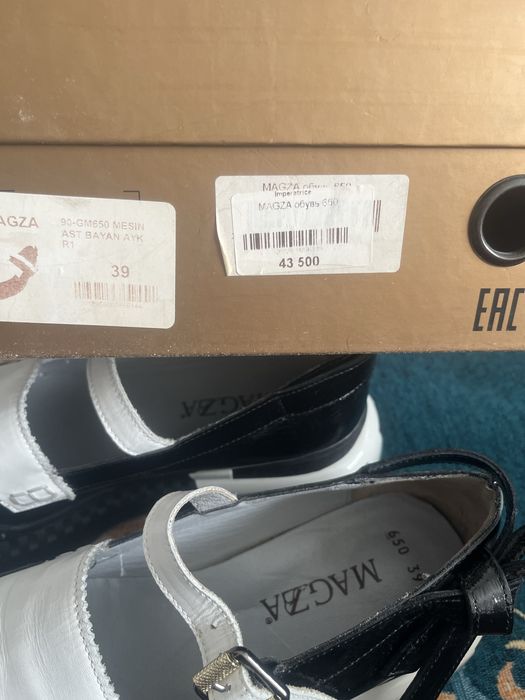 MAGZA обувь 650
Imperatrice
MAGZA обувь 650
43 500
AGZA
90-GM650 MESIN
AST BAYAN AYK
R1
39
EAC
MAGZA
MAGZA
650 39